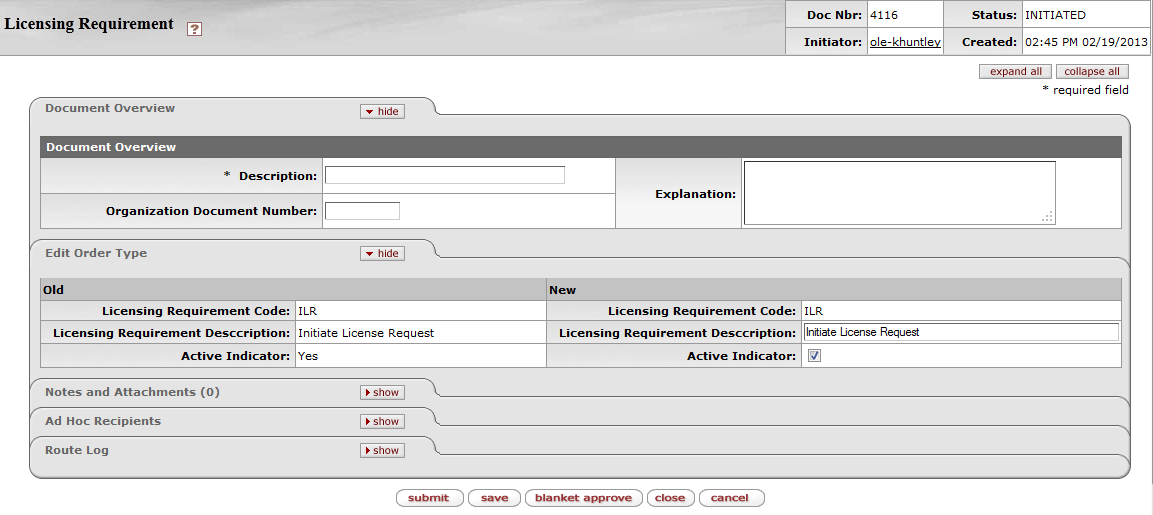 Licensing Requirement ?
Doc Nbr: 4116 Status: INITIATED
Initiator: ole-khuntley Created: 02:45 PM 02/19/2013
expand all collapse all
* required field
Document Overview hide
Document Overview
* Description: Explanation:
Organization Document Number:
Edit Order Type hide
Old New
Licensing Requirement Code: ILR Licensing Requirement Code: ILR
Licensing Requirement Desccription: Initiate License Request Licensing Requirement Desccription: Initiate License Request
Active Indicator: Yes Active Indicator:
Notes and Attachments (0) show
Ad Hoc Recipients show
Route Log show
submit save blanket approve close cancel